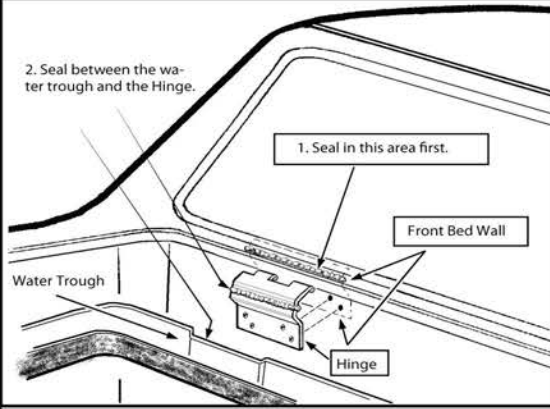 2. Seal between the wa-
ter trough and the Hinge.
1. Seal in this area first.
Front Bed Wall
Water Trough
Hinge